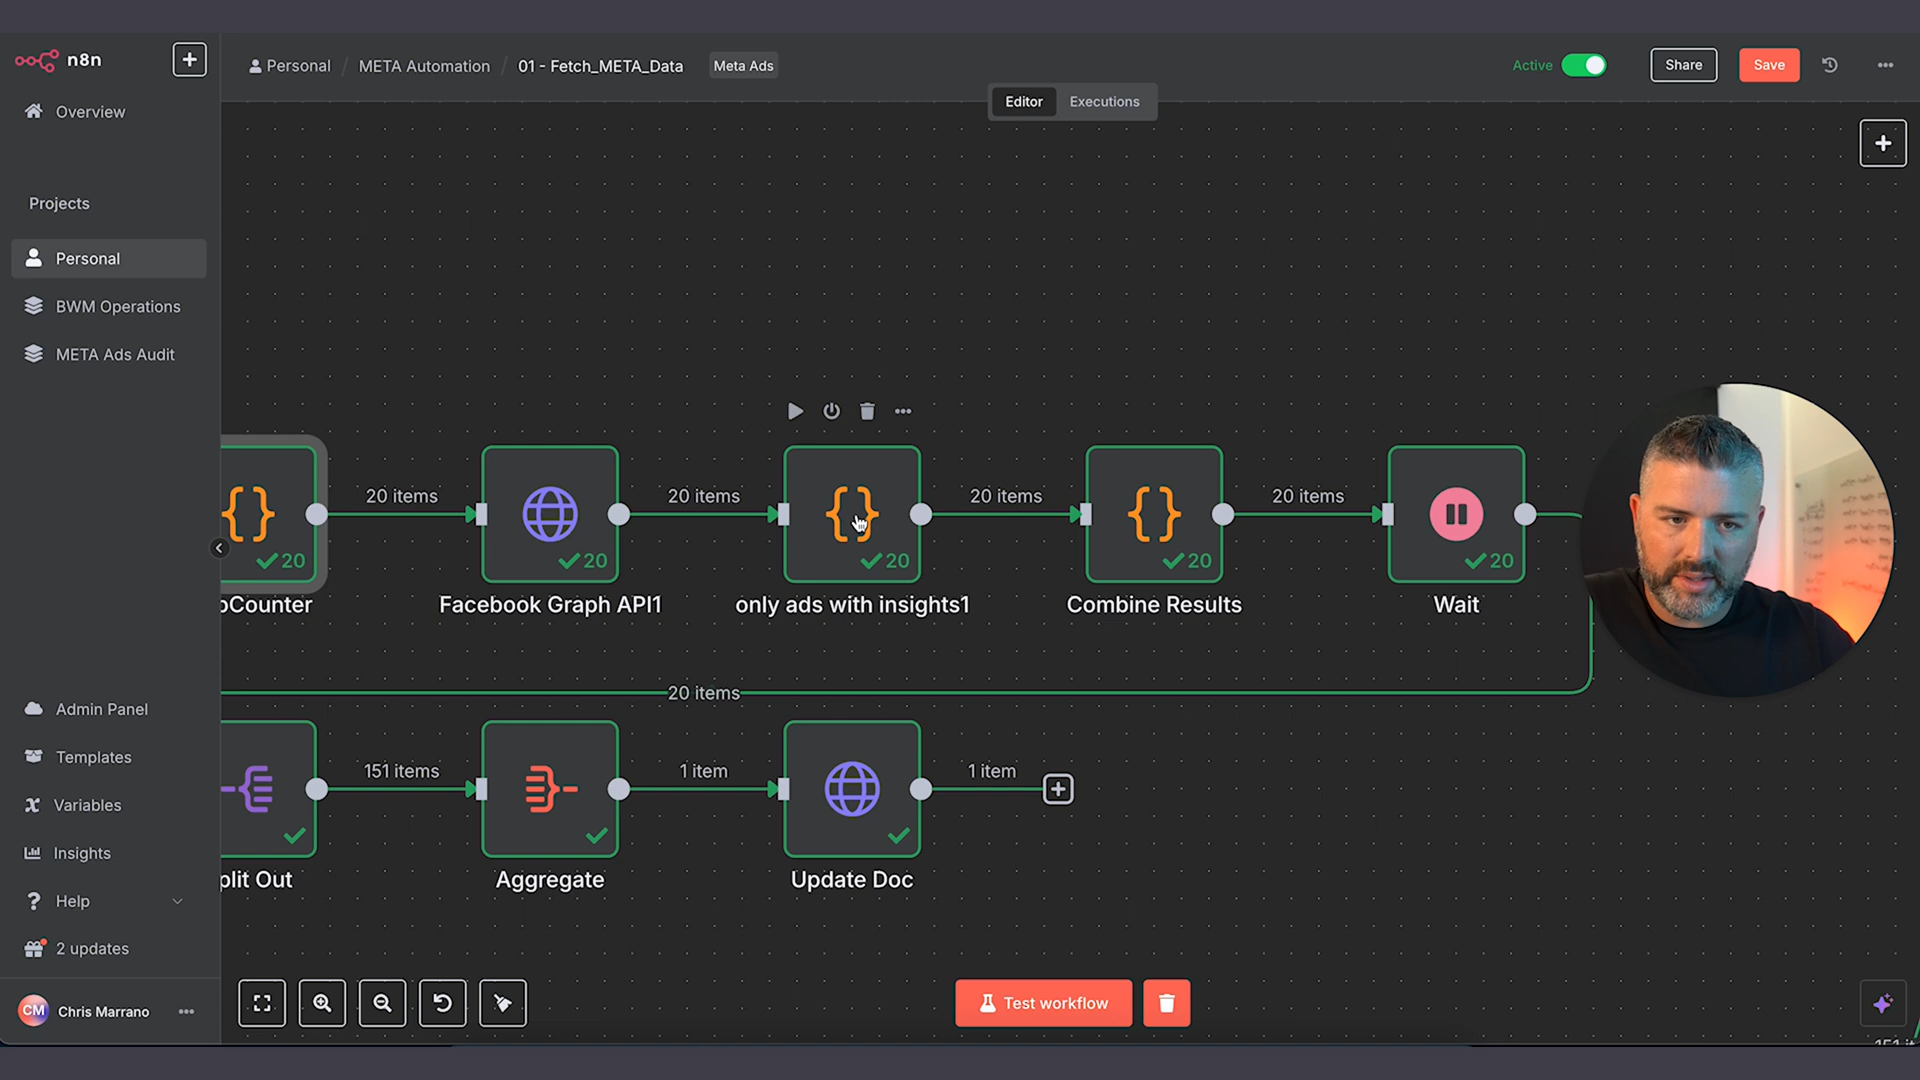 n8n
Personal / META Automation / 01 - Fetch_META_Data Meta Ads
Active Share Save
Editor Executions
Overview
Projects
Personal
BWM Operations
META Ads Audit
20 items 20 items 20 items 20 items
{} {} {}
20 20 20 20 20
pCounter Facebook Graph API1 only ads with insights1 Combine Results Wait
20 items
151 items 1 item 1 item
plit Out Aggregate Update Doc
Admin Panel
Templates
Variables
Insights
Help
2 updates
CM Chris Marrano
Test workflow